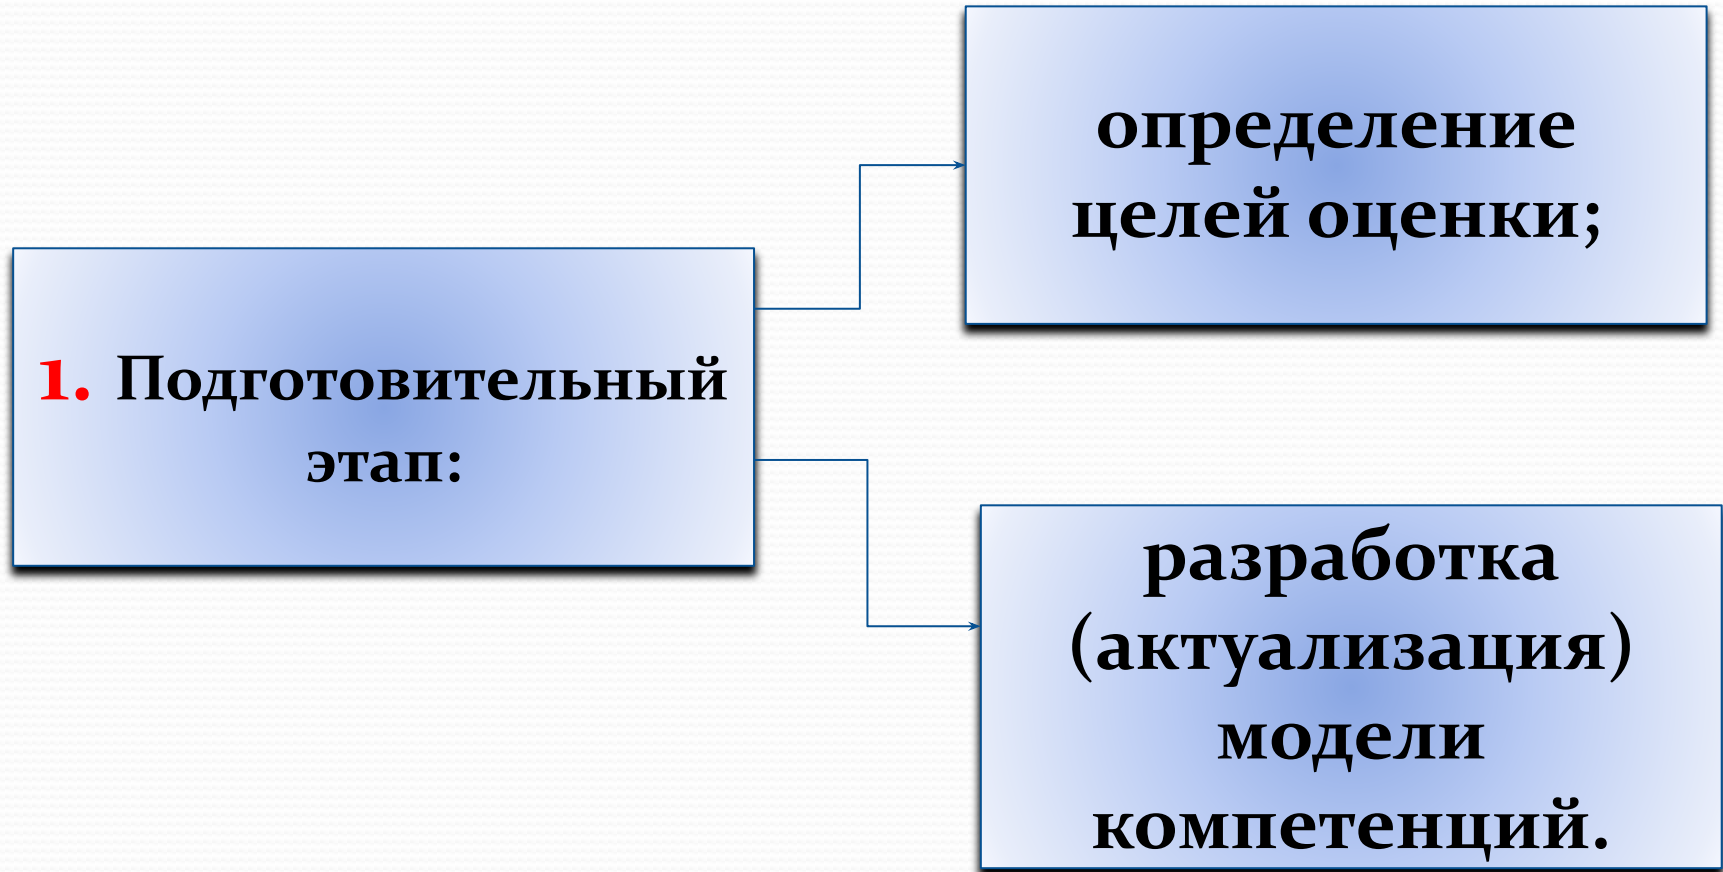 1. Подготовительный
этап:
определение
целей оценки;
разработка
(актуализация)
модели
компетенций.